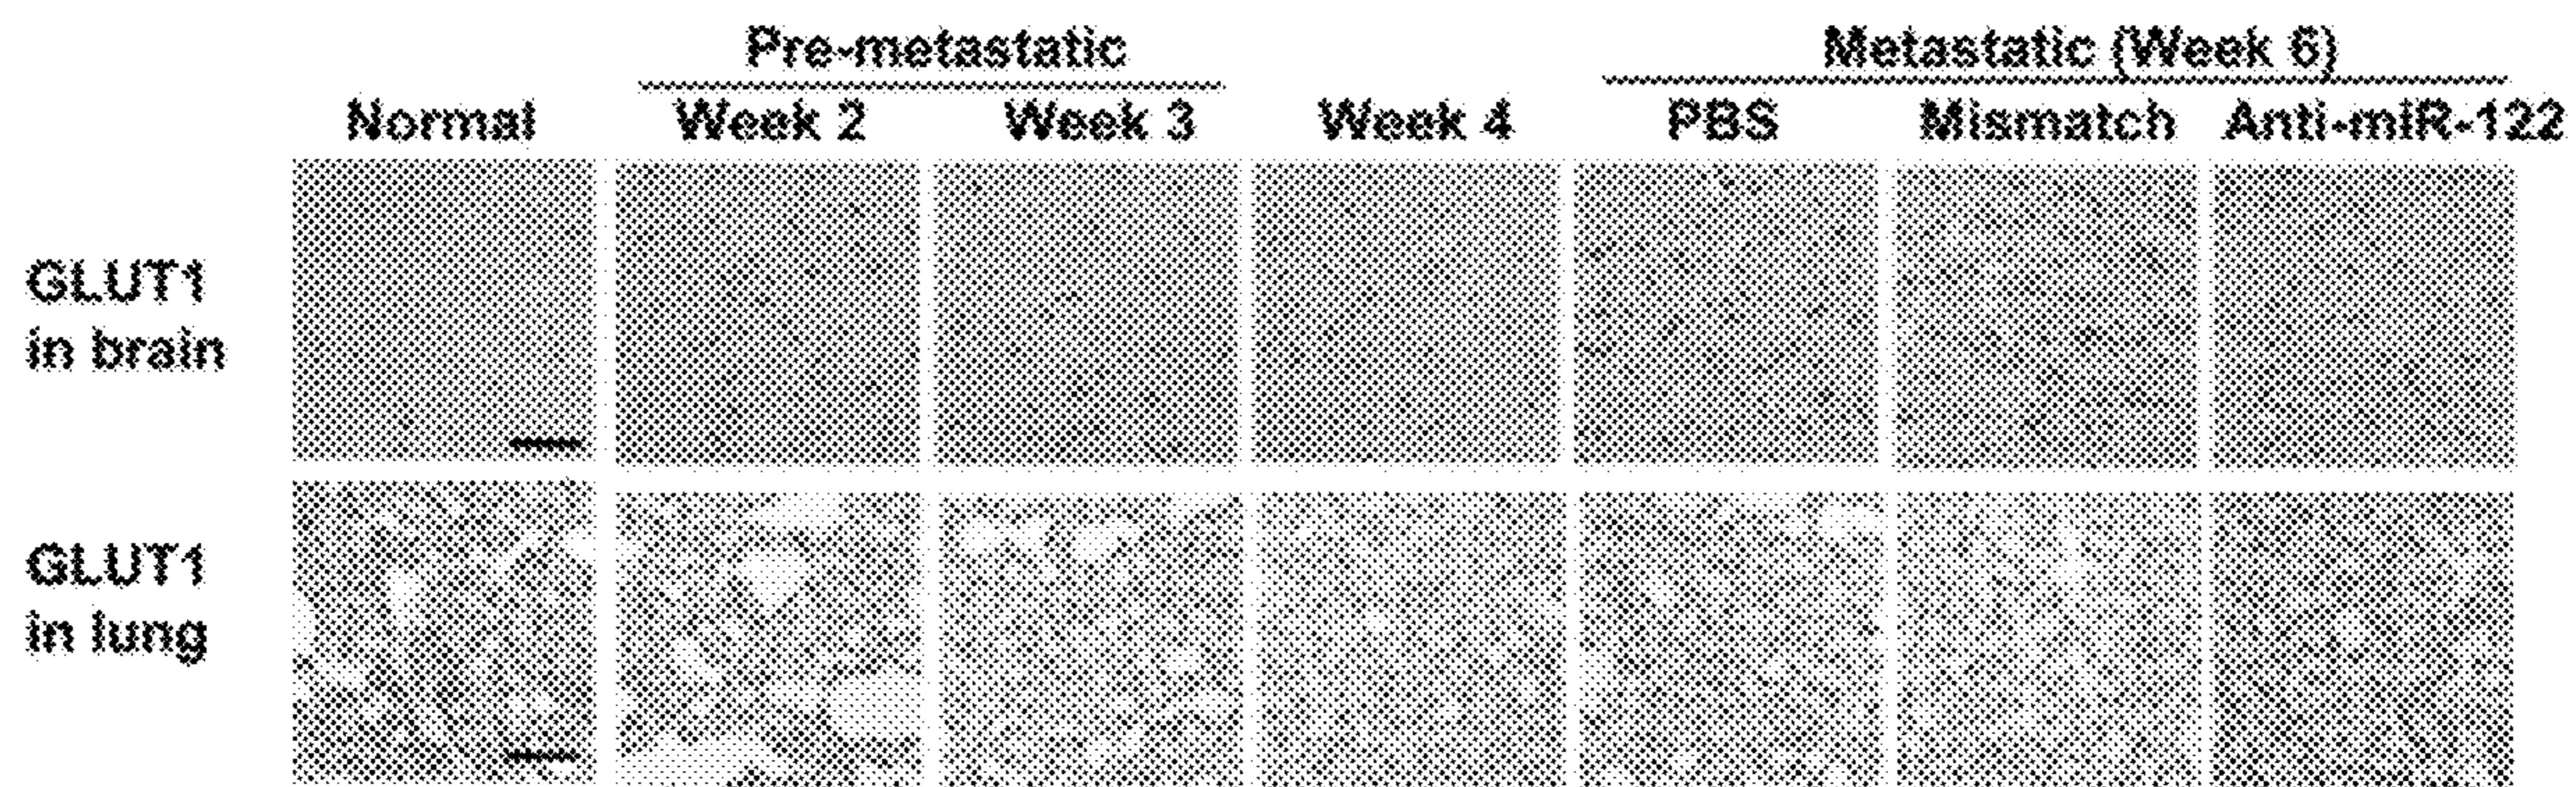 Pre-metastatic
Metastatic (Week 6)
Normal
Week 2
Week 3
Week 4
PBS
Mismatch
Anti-miR-122
GLUT1
in brain
GLUT1
in lung